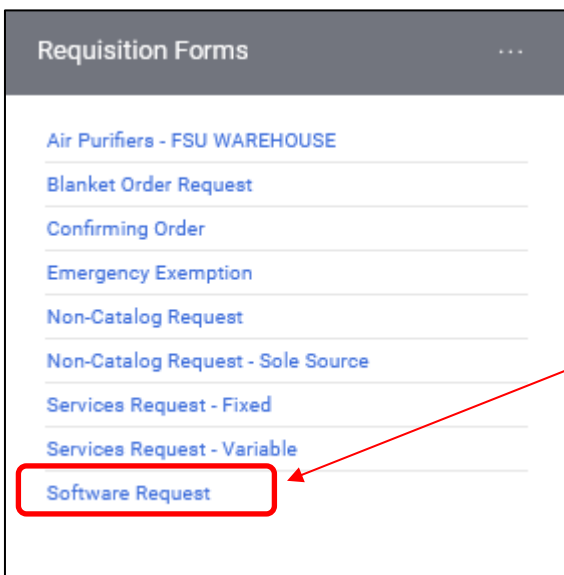 Requisition Forms ...
Air Purifiers - FSU WAREHOUSE
Blanket Order Request
Confirming Order
Emergency Exemption
Non-Catalog Request
Non-Catalog Request - Sole Source
Services Request - Fixed
Services Request - Variable
Software Request